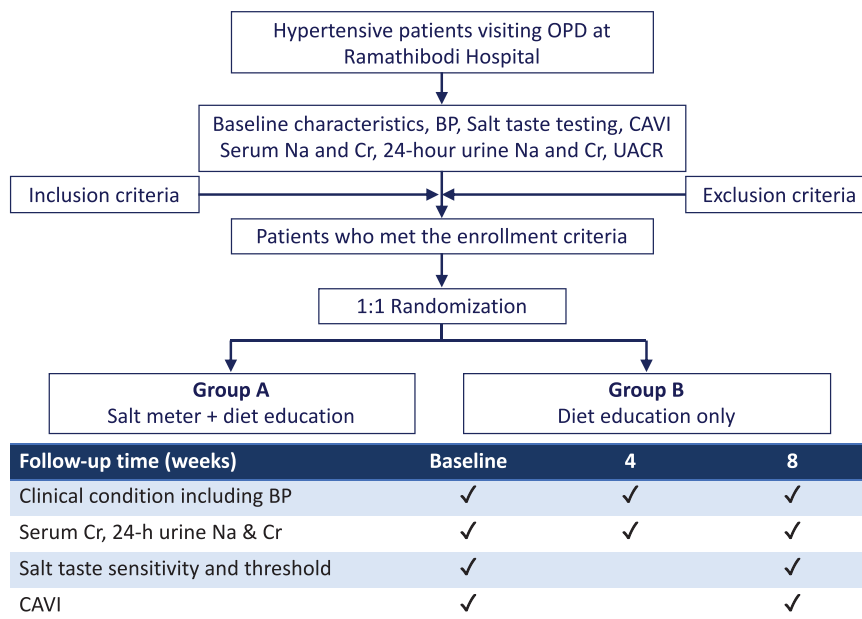 Hypertensive patients visiting OPD at
Ramathibodi Hospital
Baseline characteristics, BP, Salt taste testing, CAVI
Serum Na and Cr, 24-hour urine Na and Cr, UACR
Inclusion criteria
Exclusion criteria
Patients who met the enrollment criteria
1:1 Randomization
Group A
Salt meter + diet education
Group B
Diet education only
Follow-up time (weeks) Baseline 4 8
Clinical condition including BP ✓ ✓ ✓
Serum Cr, 24-h urine Na & Cr ✓ ✓ ✓
Salt taste sensitivity and threshold ✓ ✓
CAVI ✓ ✓